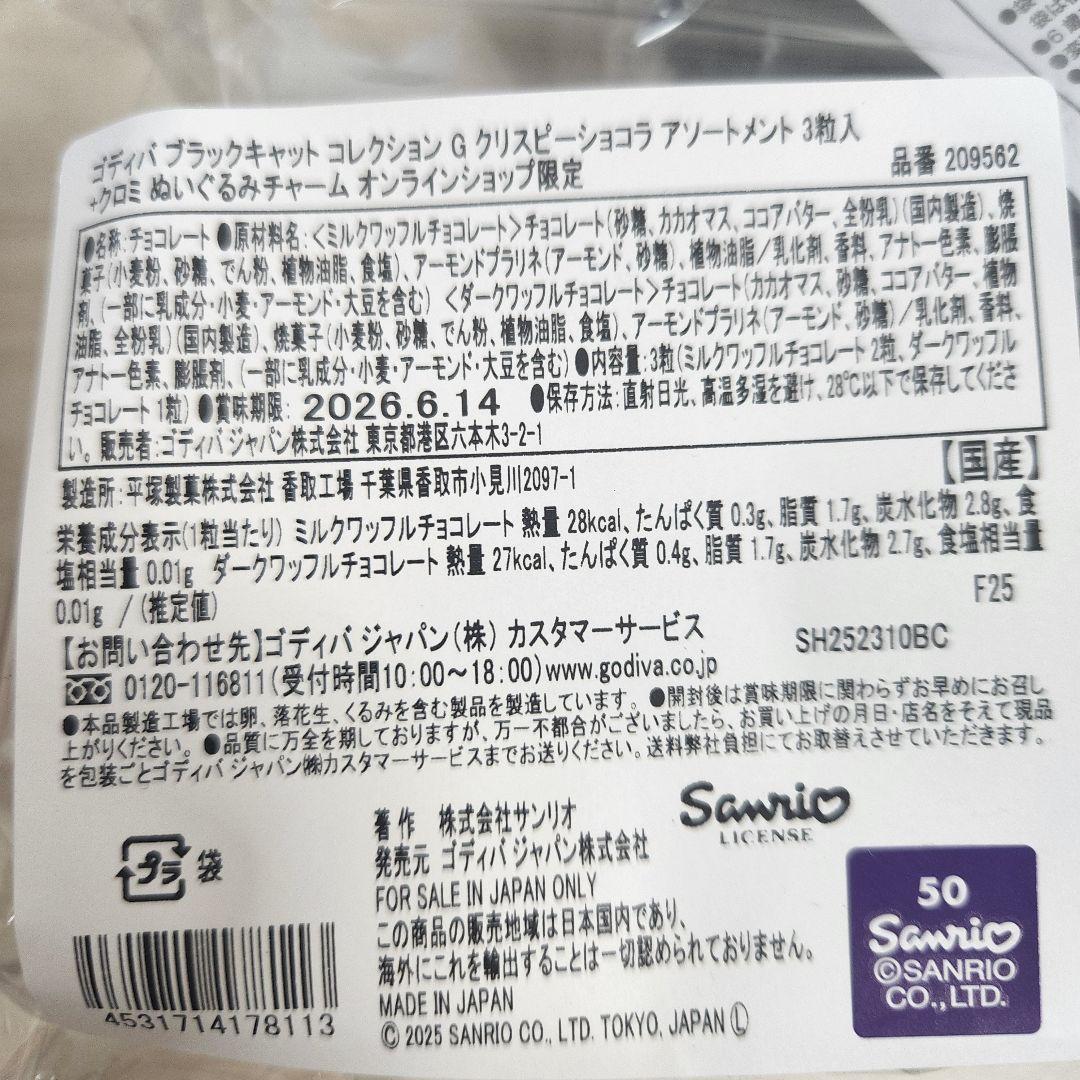 ゴディバ ブラックキャット コレクション G クリスピーショコラ アソートメント 3粒入
+クロミ ぬいぐるみチャーム オンラインショップ限定
品番 209562
●名称:チョコレート ●原材料名:<ミルクワッフルチョコレート>チョコレート(砂糖、カカオマス、ココアバター、全粉乳)(国内製造)、焼
菓子(小麦粉、砂糖、でん粉、植物油脂、食塩)、アーモンドプラリネ(アーモンド、砂糖)、植物油脂/乳化剤、香料、アナトー色素、膨脹
剤、(一部に乳成分・小麦・アーモンド・大豆を含む) <ダークワッフルチョコレート>チョコレート(カカオマス、砂糖、ココアバター、植物
油脂、全粉乳)(国内製造)、焼菓子(小麦粉、砂糖、でん粉、植物油脂、食塩)、アーモンドプラリネ(アーモンド、砂糖)/乳化剤、香料、
アナトー色素、膨脹剤、(一部に乳成分・小麦・アーモンド・大豆を含む) ●内容量:3粒(ミルクワッフルチョコレート 2粒、ダークワッフル
チョコレート 1粒) ●賞味期限: 2026.6.14 ●保存方法:直射日光、高温多湿を避け、28℃以下で保存してくださ
い。販売者:ゴディバ ジャパン株式会社 東京都港区六本木3-2-1
【国産】
製造所:平塚製菓株式会社 香取工場 千葉県香取市小見川2097-1
栄養成分表示(1粒当たり) ミルクワッフルチョコレート 熱量 28kcal、たんぱく質 0.3g、脂質 1.7g、炭水化物 2.8g、食
塩相当量 0.01g ダークワッフルチョコレート 熱量 27kcal、たんぱく質 0.4g、脂質 1.7g、炭水化物 2.7g、食塩相当量
0.01g /(推定値)
F25
【お問い合わせ先】ゴディバ ジャパン(株) カスタマーサービス
SH252310BC
0120-116811(受付時間10:00〜18:00)www.godiva.co.jp
●本品製造工場では卵、落花生、くるみを含む製品を製造しています。●開封後は賞味期限に関わらずお早めにお召し
上がりください。●品質に万全を期しておりますが、万一不都合がございましたら、お買い上げの月日・店名をそえて現品
を包装ごとゴディバ ジャパン㈱カスタマーサービスまでお送りください。送料弊社負担にてお取替えさせていただきます。
プラ 袋
著作 株式会社サンリオ
発売元 ゴディバ ジャパン株式会社
FOR SALE IN JAPAN ONLY
この商品の販売地域は日本国内であり、
海外にこれを輸出することは一切認められておりません。
MADE IN JAPAN
© 2025 SANRIO CO., LTD. TOKYO, JAPAN Ⓛ
Sanrio
LICENSE
50
Sanrio
©SANRIO
CO.,LTD.
4531714178113